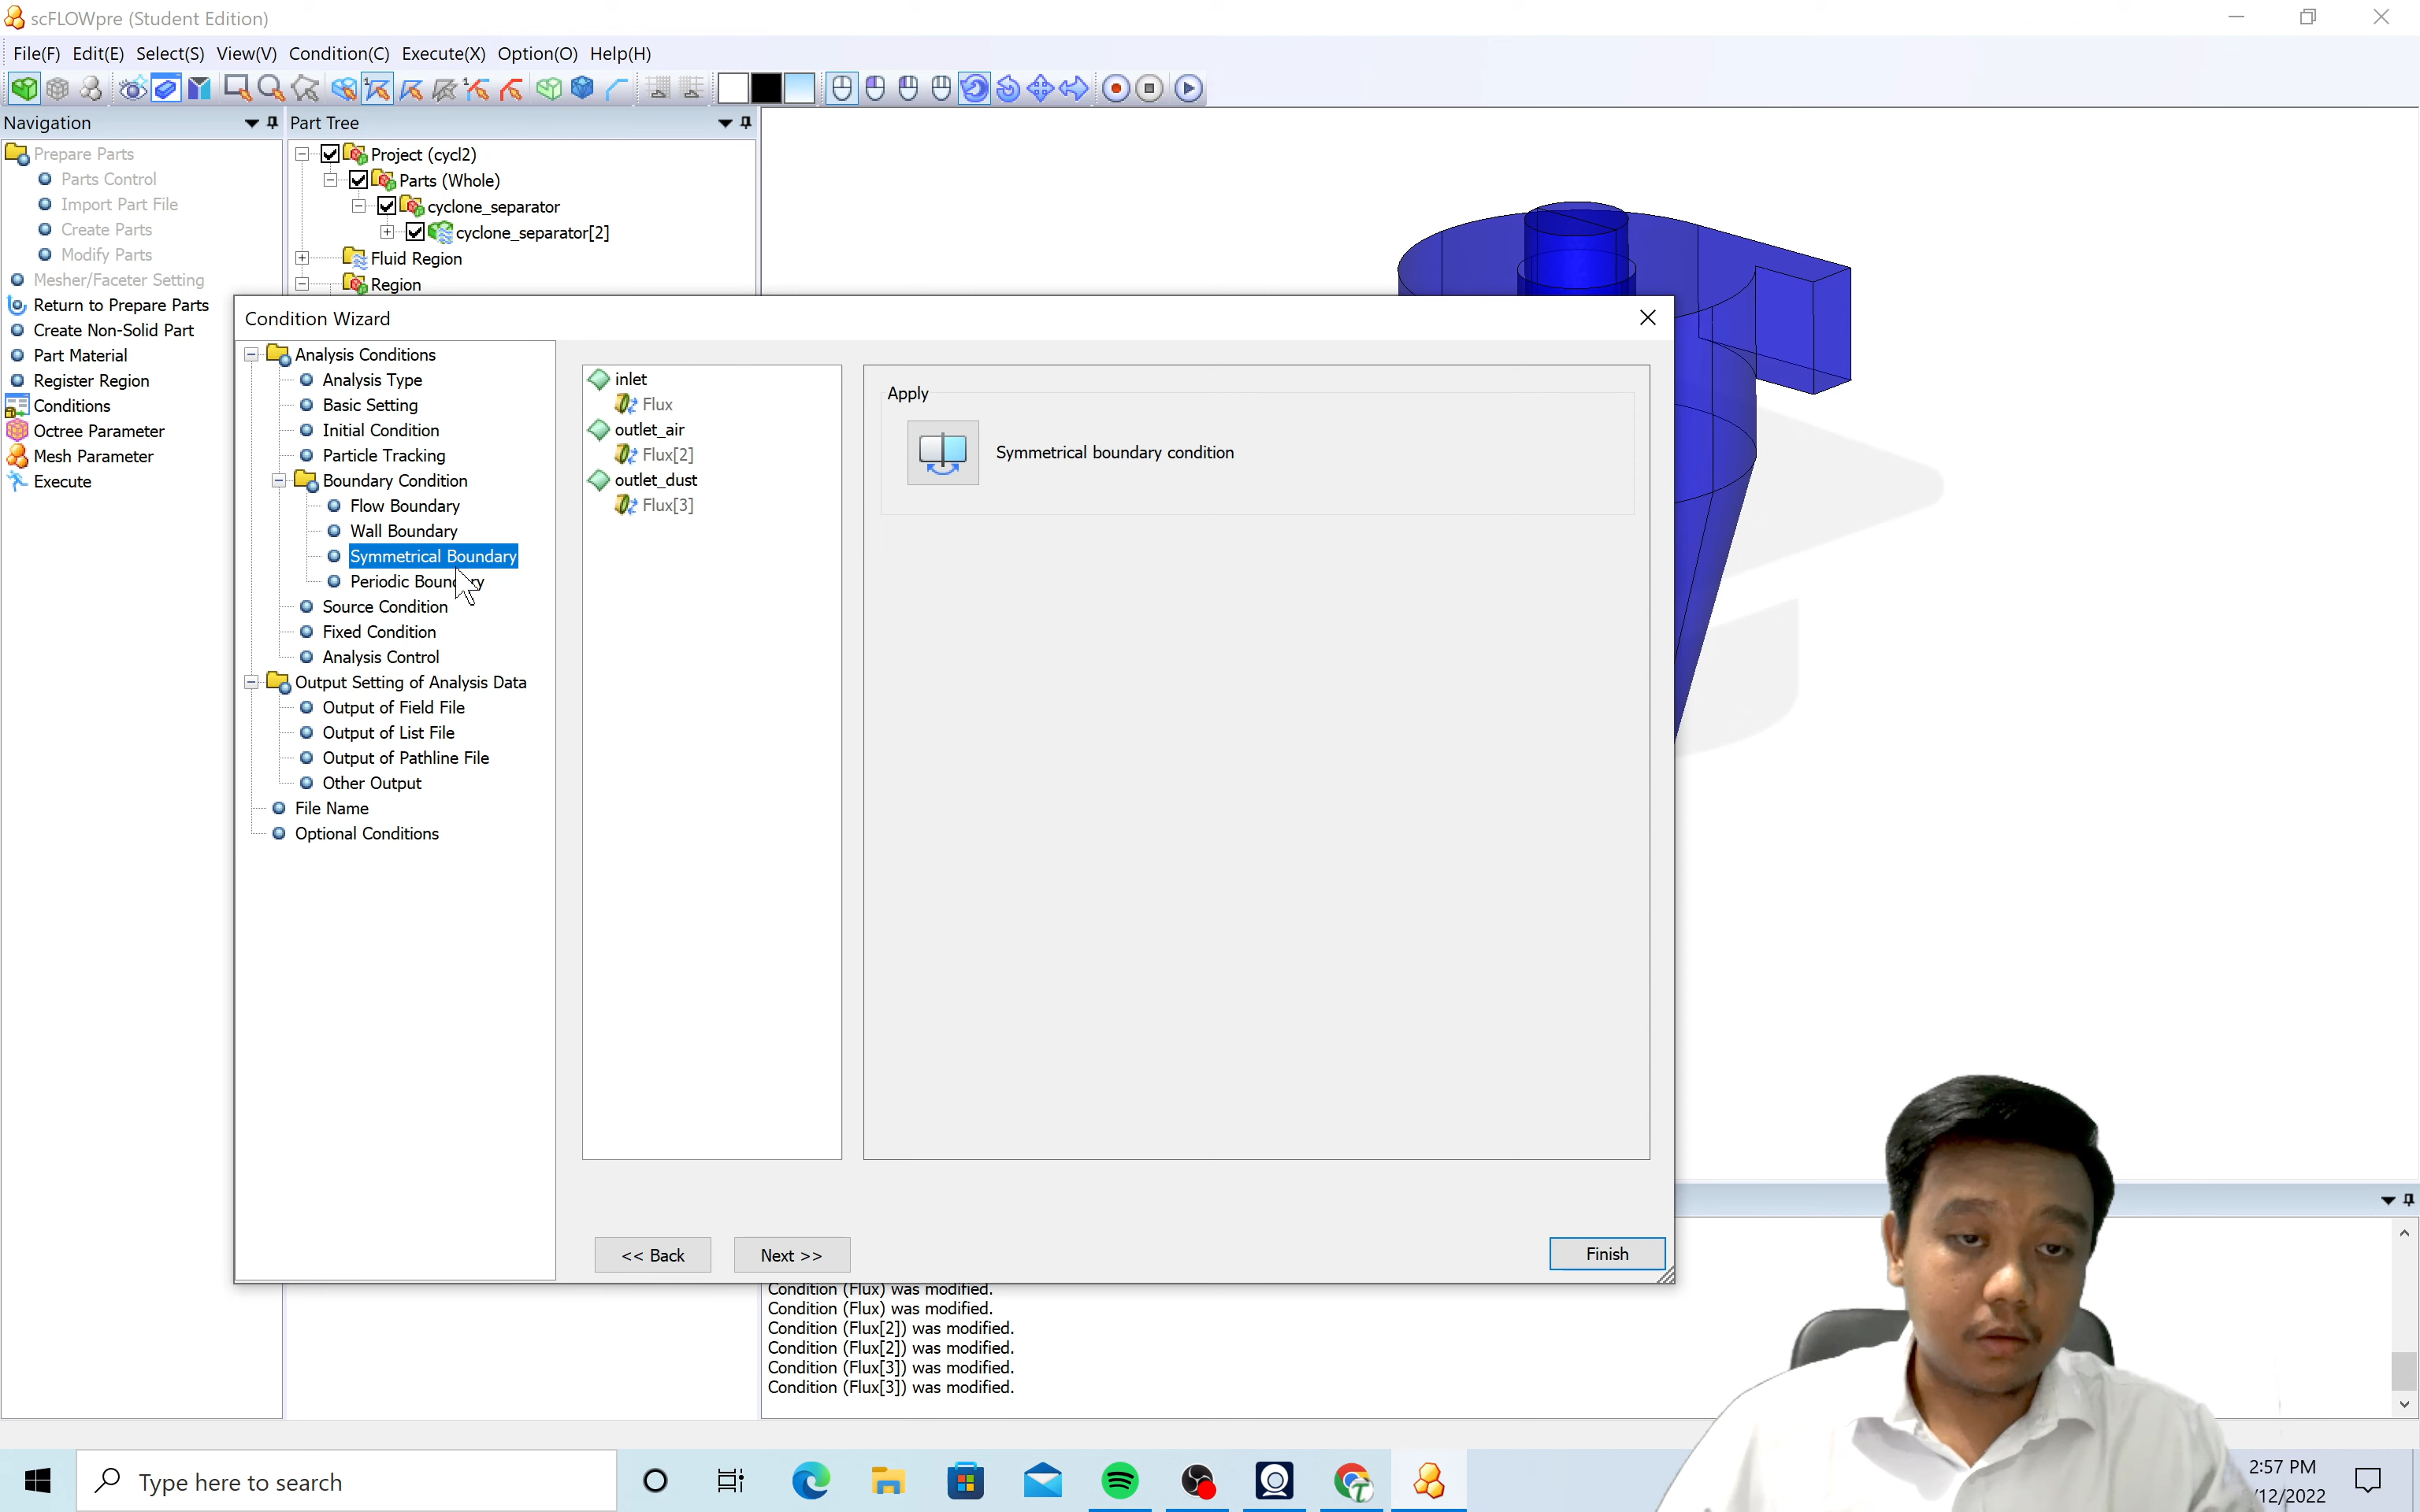 scFLOWpre (Student Edition)
File(F) Edit(E) Select(S) View(V) Condition(C) Execute(X) Option(O) Help(H)
Navigation
Prepare Parts
Parts Control
Import Part File
Create Parts
Modify Parts
Mesher/Faceter Setting
Return to Prepare Parts
Create Non-Solid Part
Part Material
Register Region
Conditions
Octree Parameter
Mesh Parameter
Execute
Part Tree
Project (cycl2)
Parts (Whole)
cyclone_separator
cyclone_separator[2]
Fluid Region
Region
Condition Wizard
Analysis Conditions
Analysis Type
Basic Setting
Initial Condition
Particle Tracking
Boundary Condition
Flow Boundary
Wall Boundary
Symmetrical Boundary
Periodic Boundary
Source Condition
Fixed Condition
Analysis Control
Output Setting of Analysis Data
Output of Field File
Output of List File
Output of Pathline File
Other Output
File Name
Optional Conditions
inlet
Flux
outlet_air
Flux[2]
outlet_dust
Flux[3]
Apply
Symmetrical boundary condition
<< Back
Next >>
Finish
Condition (Flux) was modified.
Condition (Flux) was modified.
Condition (Flux[2]) was modified.
Condition (Flux[2]) was modified.
Condition (Flux[3]) was modified.
Condition (Flux[3]) was modified.
Type here to search
2:57 PM
/12/2022